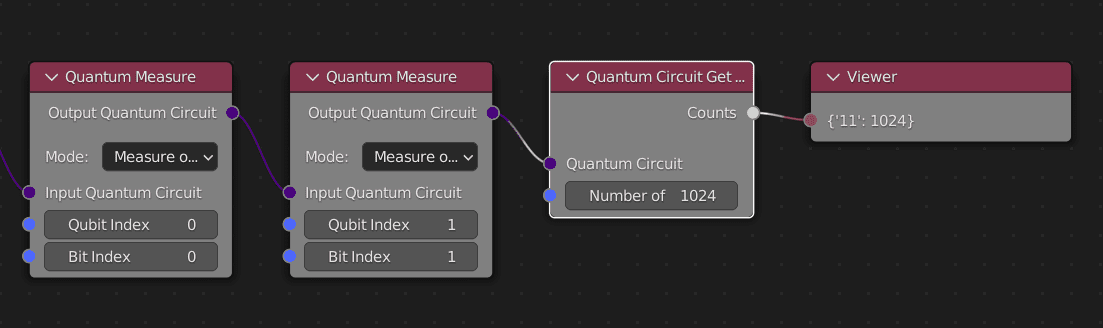 Quantum Measure
Output Quantum Circuit
Mode: Measure o...
Input Quantum Circuit
Qubit Index 0
Bit Index 0
Quantum Measure
Output Quantum Circuit
Mode: Measure o...
Input Quantum Circuit
Qubit Index 1
Bit Index 1
Quantum Circuit Get ...
Counts
Quantum Circuit
Number of 1024
Viewer
{'11': 1024}